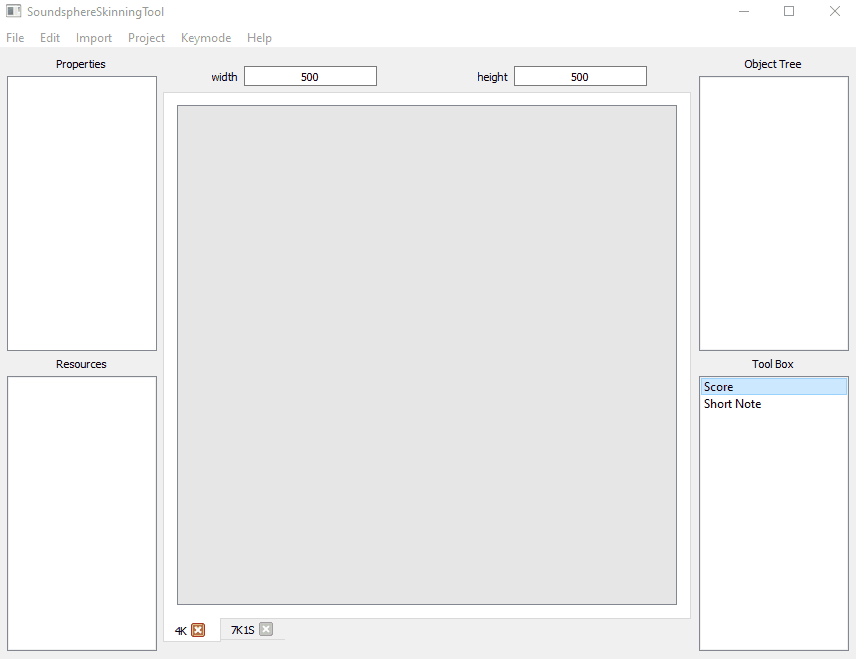 SoundsphereSkinningTool
File Edit Import Project Keymode Help
Properties
width 500 height 500
Object Tree
Resources
Tool Box
Score
Short Note
4K 7K1S